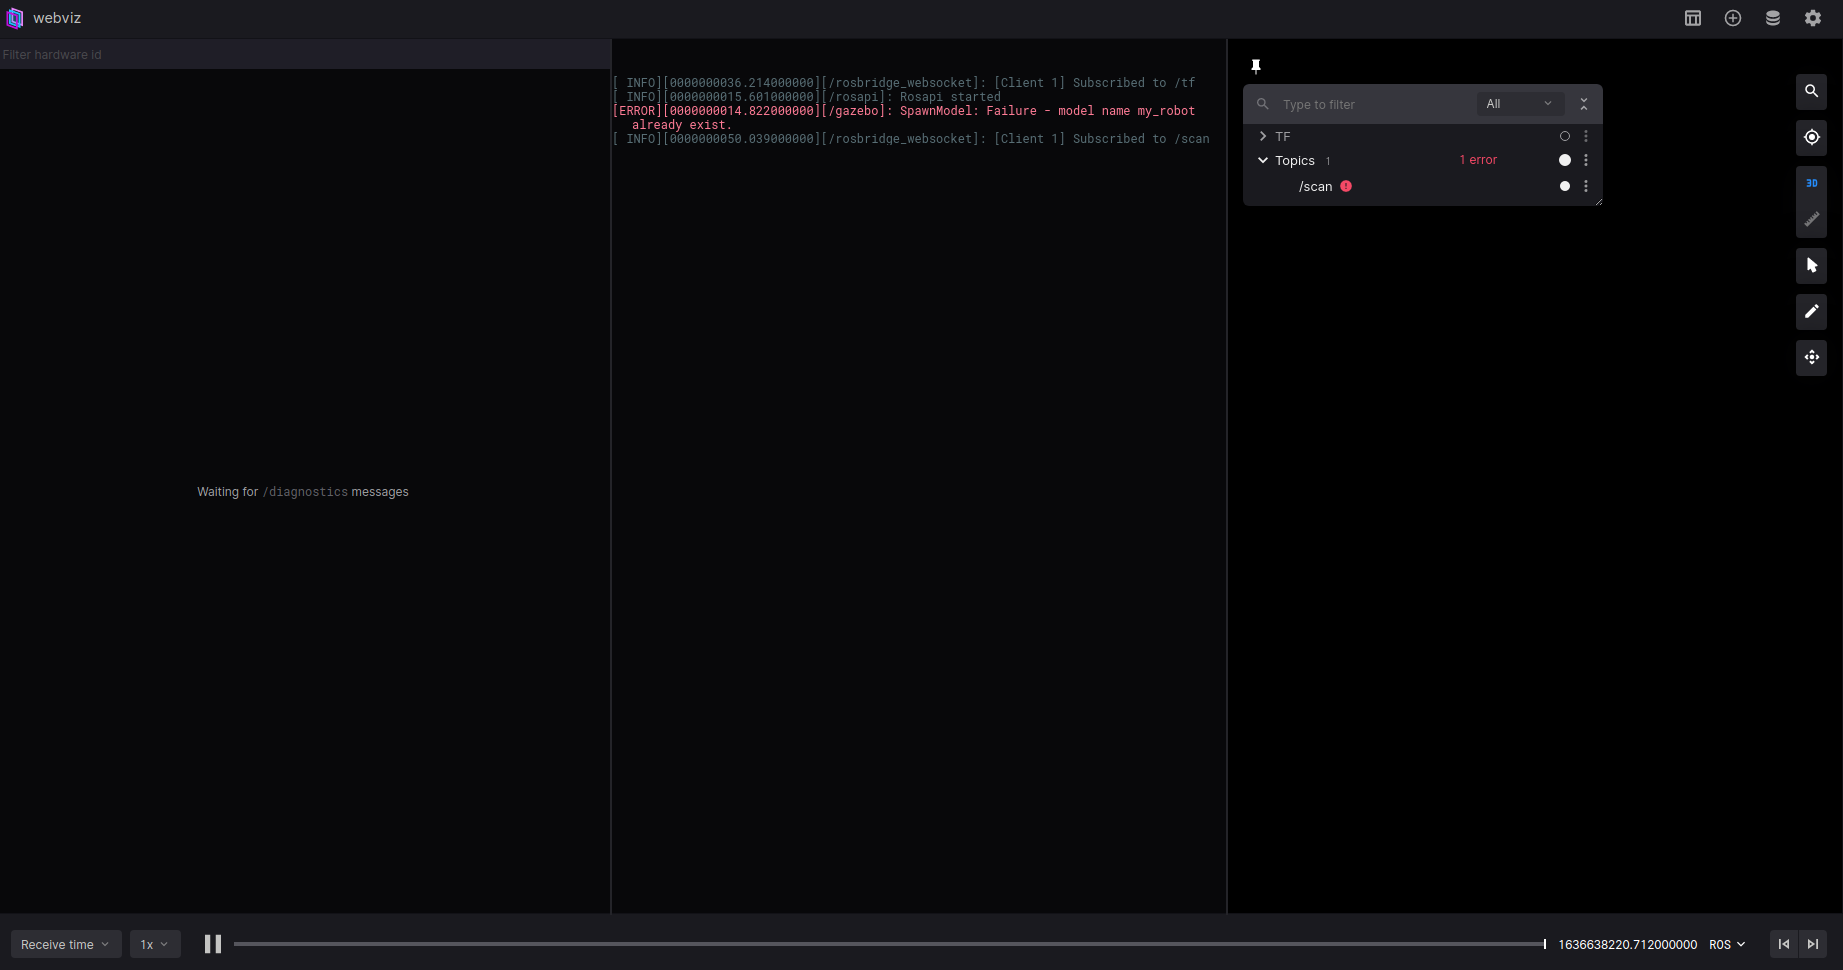 webviz
Filter hardware id
Waiting for /diagnostics messages
[ INFO][0000000036.214000000][/rosbridge_websocket]: [Client 1] Subscribed to /tf
[ INFO][0000000015.601000000][/rosapi]: Rosapi started
[ERROR][0000000014.822000000][/gazebo]: SpawnModel: Failure - model name my_robot
already exist.
[ INFO][0000000050.039000000][/rosbridge_websocket]: [Client 1] Subscribed to /scan
Type to filter All
TF
Topics 1 1 error
/scan
3D
Receive time 1x 1636638220.712000000 ROS